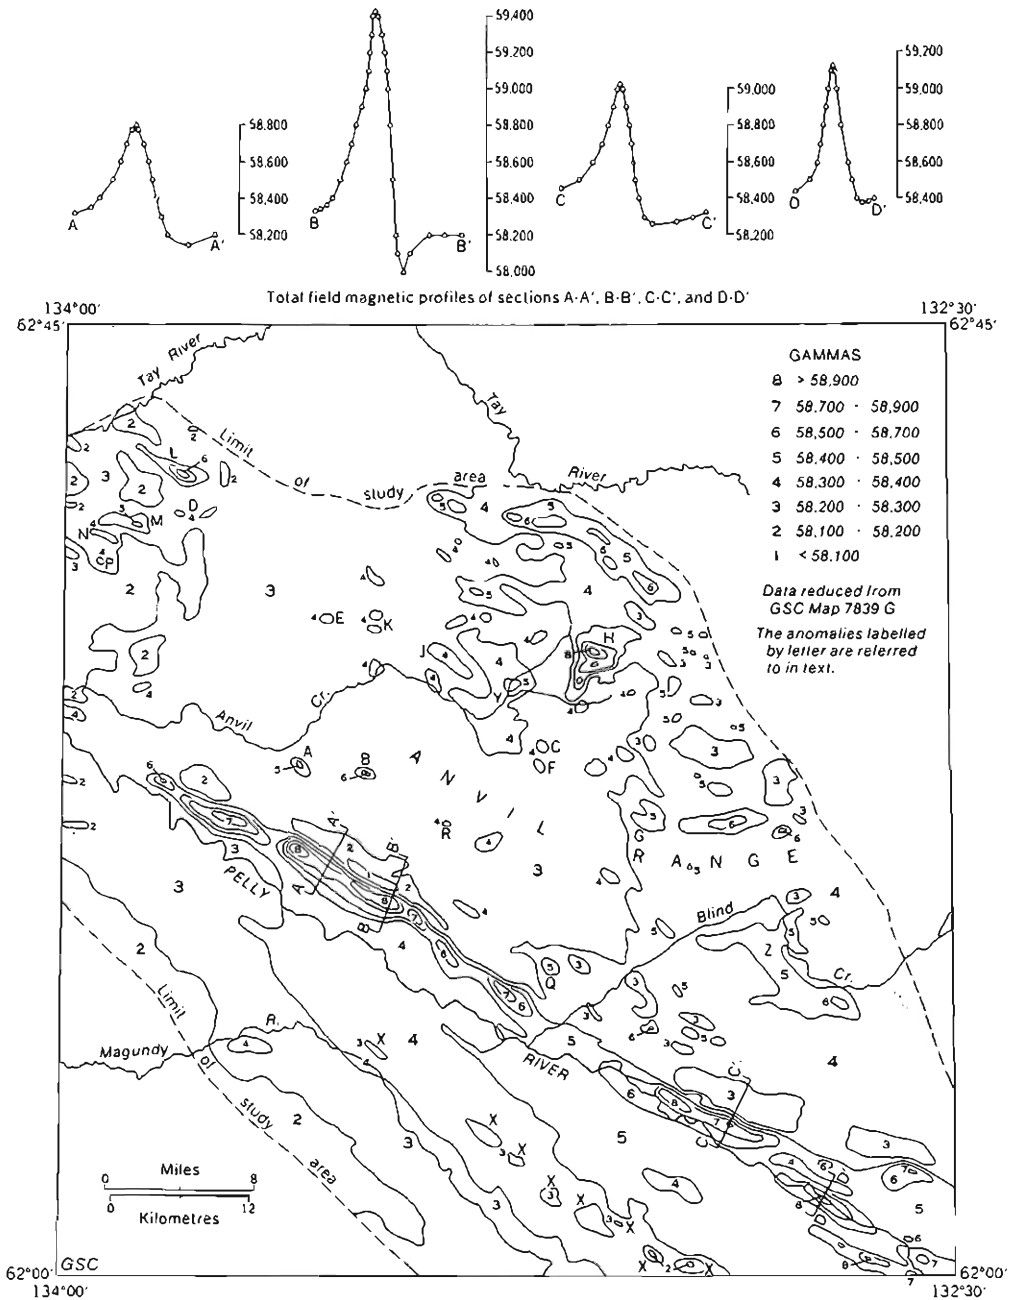 59,400
59,200
59,000
58,800
58,600
58,400
58,200
58,000
58,800
58,600
58,400
58,200
59,000
58,800
58,600
58,400
58,200
59,200
59,000
58,800
58,600
58,400
A A'
B B'
C C'
D D'
Total field magnetic profiles of sections A-A', B-B', C-C', and D-D'
134°00' 132°30'
62°45' 62°45'
GAMMAS
8 > 58,900
7 58,700 - 58,900
6 58,500 - 58,700
5 58,400 - 58,500
4 58,300 - 58,400
3 58,200 - 58,300
2 58,100 - 58,200
1 < 58,100
Data reduced from
GSC Map 7839 G
The anomalies labelled
by letter are referred
to in text.
Tay River
Tay
River
Limit of study area
L
M
D
N
CP
E
K
J
H
Y
Anvil Cr.
A
B
C
F
R
ANVIL
RANGE
G
PELLY
A A'
B B'
Q
Blind Cr.
Z
Magundy R.
RIVER
Limit of study area
X
X
X
X
X
X
X
X
C C'
D D'
Miles
0 8
0 12
Kilometres
GSC
62°00' 62°00'
134°00' 132°30'